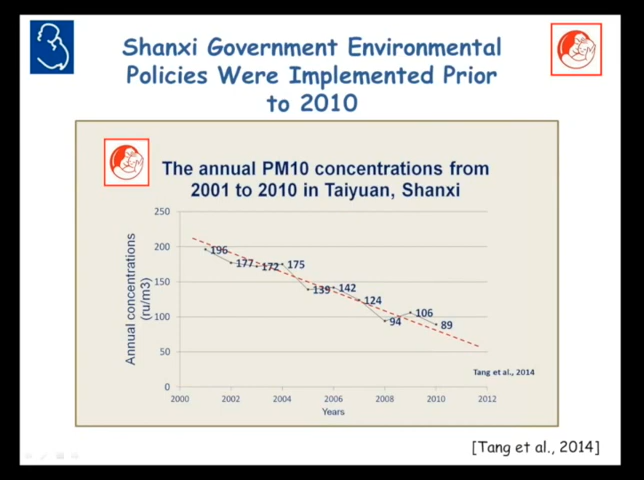 Shanxi Government Environmental
Policies Were Implemented Prior
to 2010
The annual PM10 concentrations from
2001 to 2010 in Taiyuan, Shanxi
Annual concentrations
(ru/m3)
250
200
150
100
50
0
196
177
172
175
139
142
124
94
106
89
2000
2002
2004
2006
2008
2010
2012
Years
Tang et al., 2014
[Tang et al., 2014]